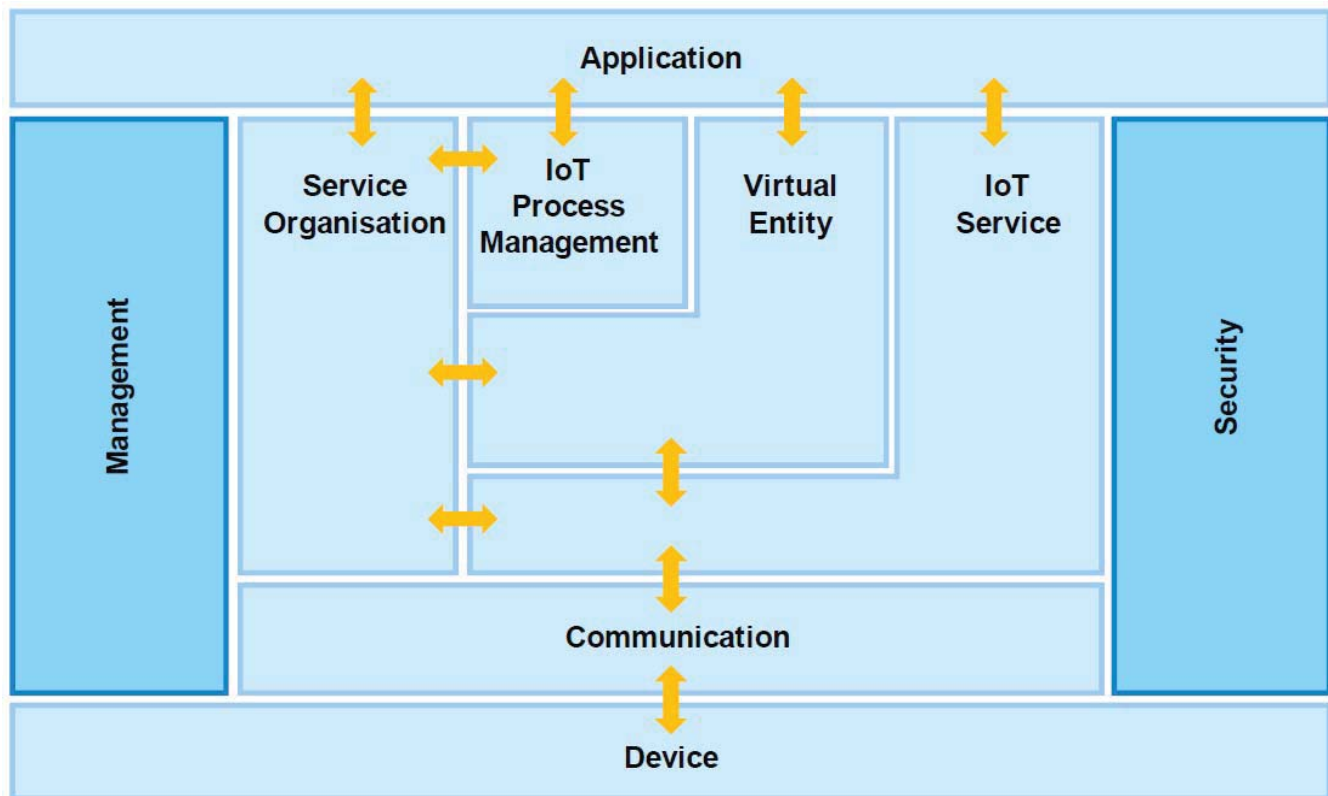 Application
Service
Organisation
IoT
Process
Management
Virtual
Entity
IoT
Service
Management
Security
Communication
Device